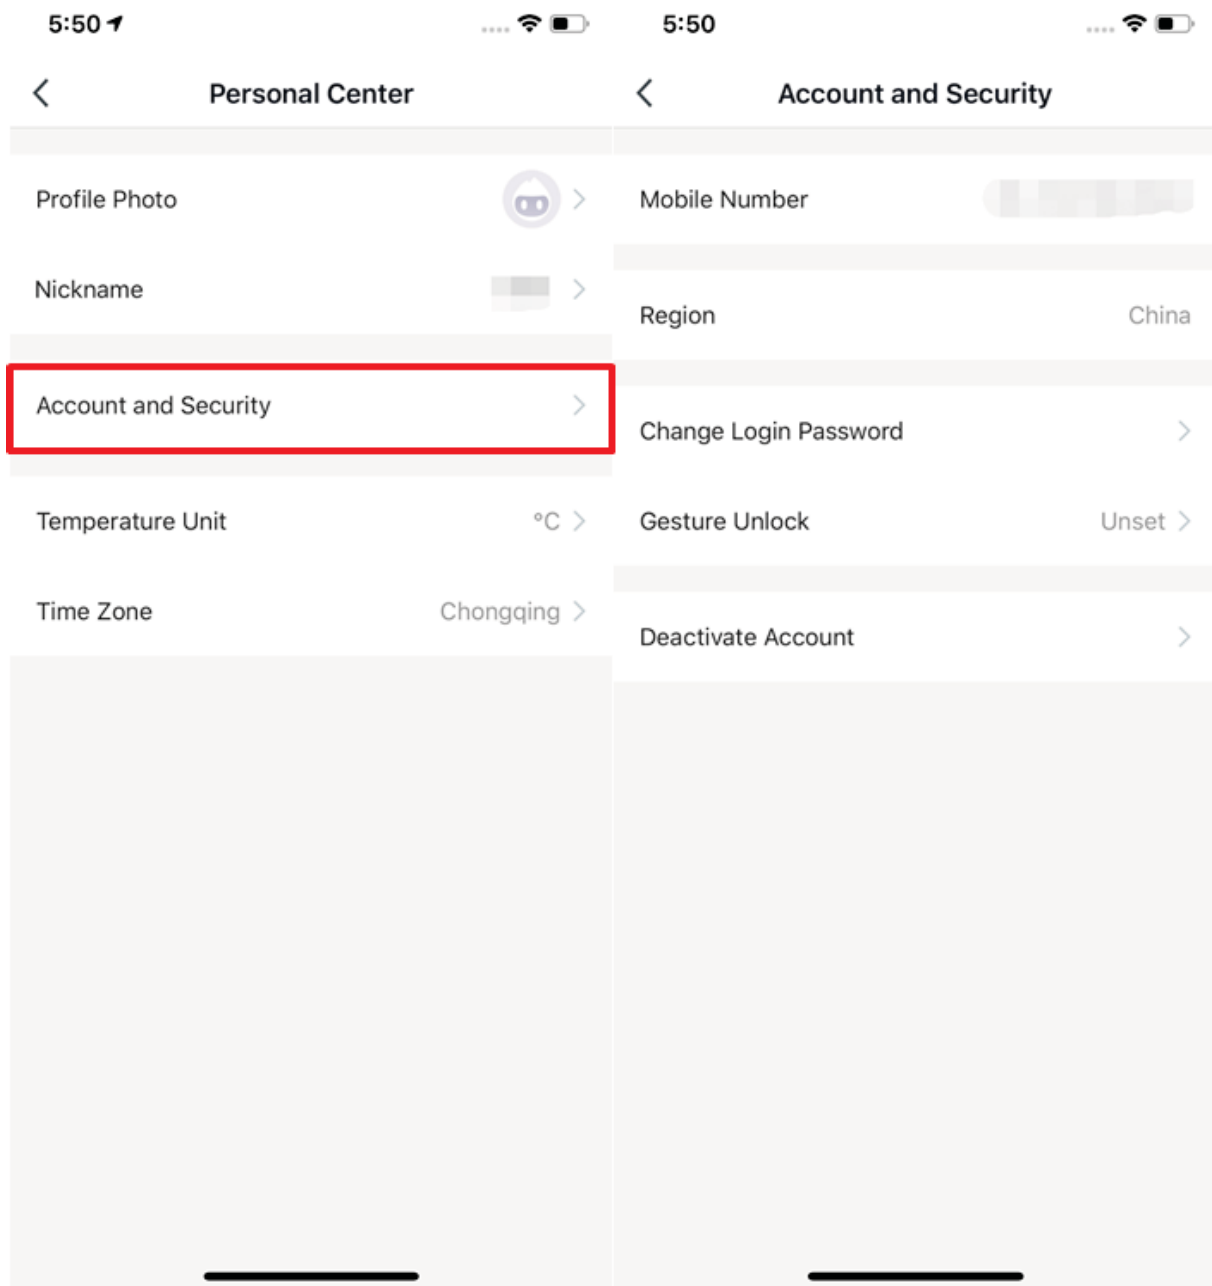 5:50
Personal Center
Profile Photo
Nickname
Account and Security
Temperature Unit °C
Time Zone Chongqing
5:50
Account and Security
Mobile Number
Region China
Change Login Password
Gesture Unlock Unset
Deactivate Account